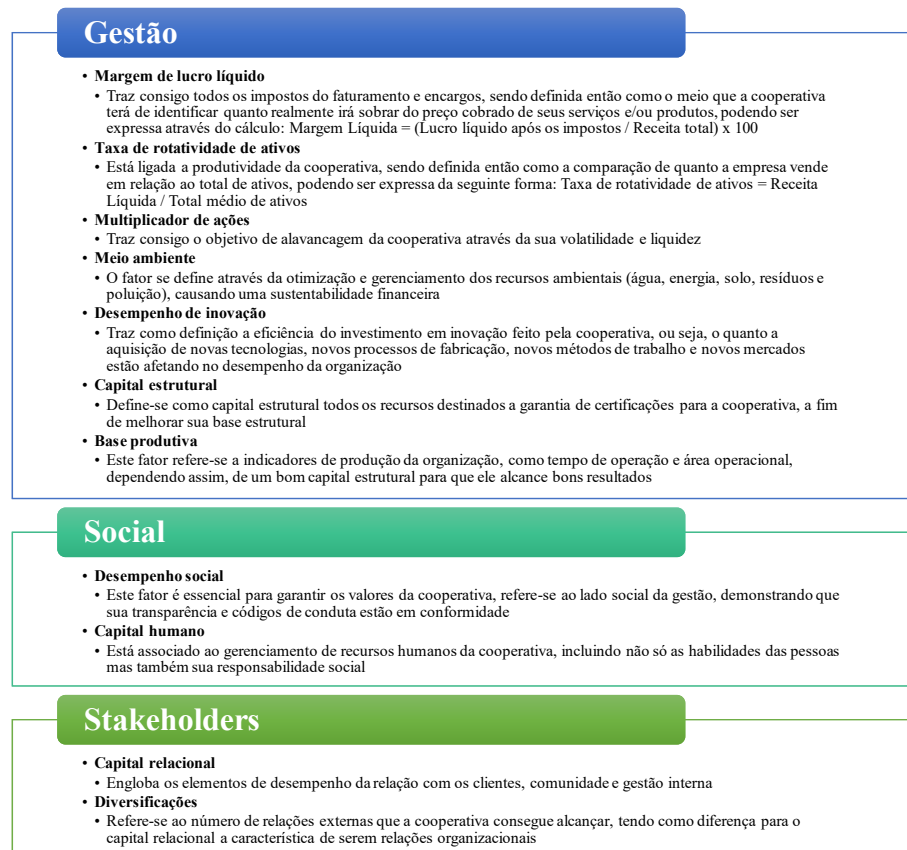 Gestão
• Margem de lucro líquido
• Traz consigo todos os impostos do faturamento e encargos, sendo definida então como o meio que a cooperativa
terá de identificar quanto realmente irá sobrar do preço cobrado de seus serviços e/ou produtos, podendo ser
expressa através do cálculo: Margem Líquida = (Lucro líquido após os impostos / Receita total) x 100
• Taxa de rotatividade de ativos
• Está ligada a produtividade da cooperativa, sendo definida então como a comparação de quanto a empresa vende
em relação ao total de ativos, podendo ser expressa da seguinte forma: Taxa de rotatividade de ativos = Receita
Líquida / Total médio de ativos
• Multiplicador de ações
• Traz consigo o objetivo de alavancagem da cooperativa através da sua volatilidade e liquidez
• Meio ambiente
• O fator se define através da otimização e gerenciamento dos recursos ambientais (água, energia, solo, resíduos e
poluição), causando uma sustentabilidade financeira
• Desempenho de inovação
• Traz como definição a eficiência do investimento em inovação feito pela cooperativa, ou seja, o quanto a
aquisição de novas tecnologias, novos processos de fabricação, novos métodos de trabalho e novos mercados
estão afetando no desempenho da organização
• Capital estrutural
• Define-se como capital estrutural todos os recursos destinados a garantia de certificações para a cooperativa, a fim
de melhorar sua base estrutural
• Base produtiva
• Este fator refere-se a indicadores de produção da organização, como tempo de operação e área operacional,
dependendo assim, de um bom capital estrutural para que ele alcance bons resultados
Social
• Desempenho social
• Este fator é essencial para garantir os valores da cooperativa, refere-se ao lado social da gestão, demonstrando que
sua transparência e códigos de conduta estão em conformidade
• Capital humano
• Está associado ao gerenciamento de recursos humanos da cooperativa, incluindo não só as habilidades das pessoas
mas também sua responsabilidade social
Stakeholders
• Capital relacional
• Engloba os elementos de desempenho da relação com os clientes, comunidade e gestão interna
• Diversificações
• Refere-se ao número de relações externas que a cooperativa consegue alcançar, tendo como diferença para o
capital relacional a característica de serem relações organizacionais